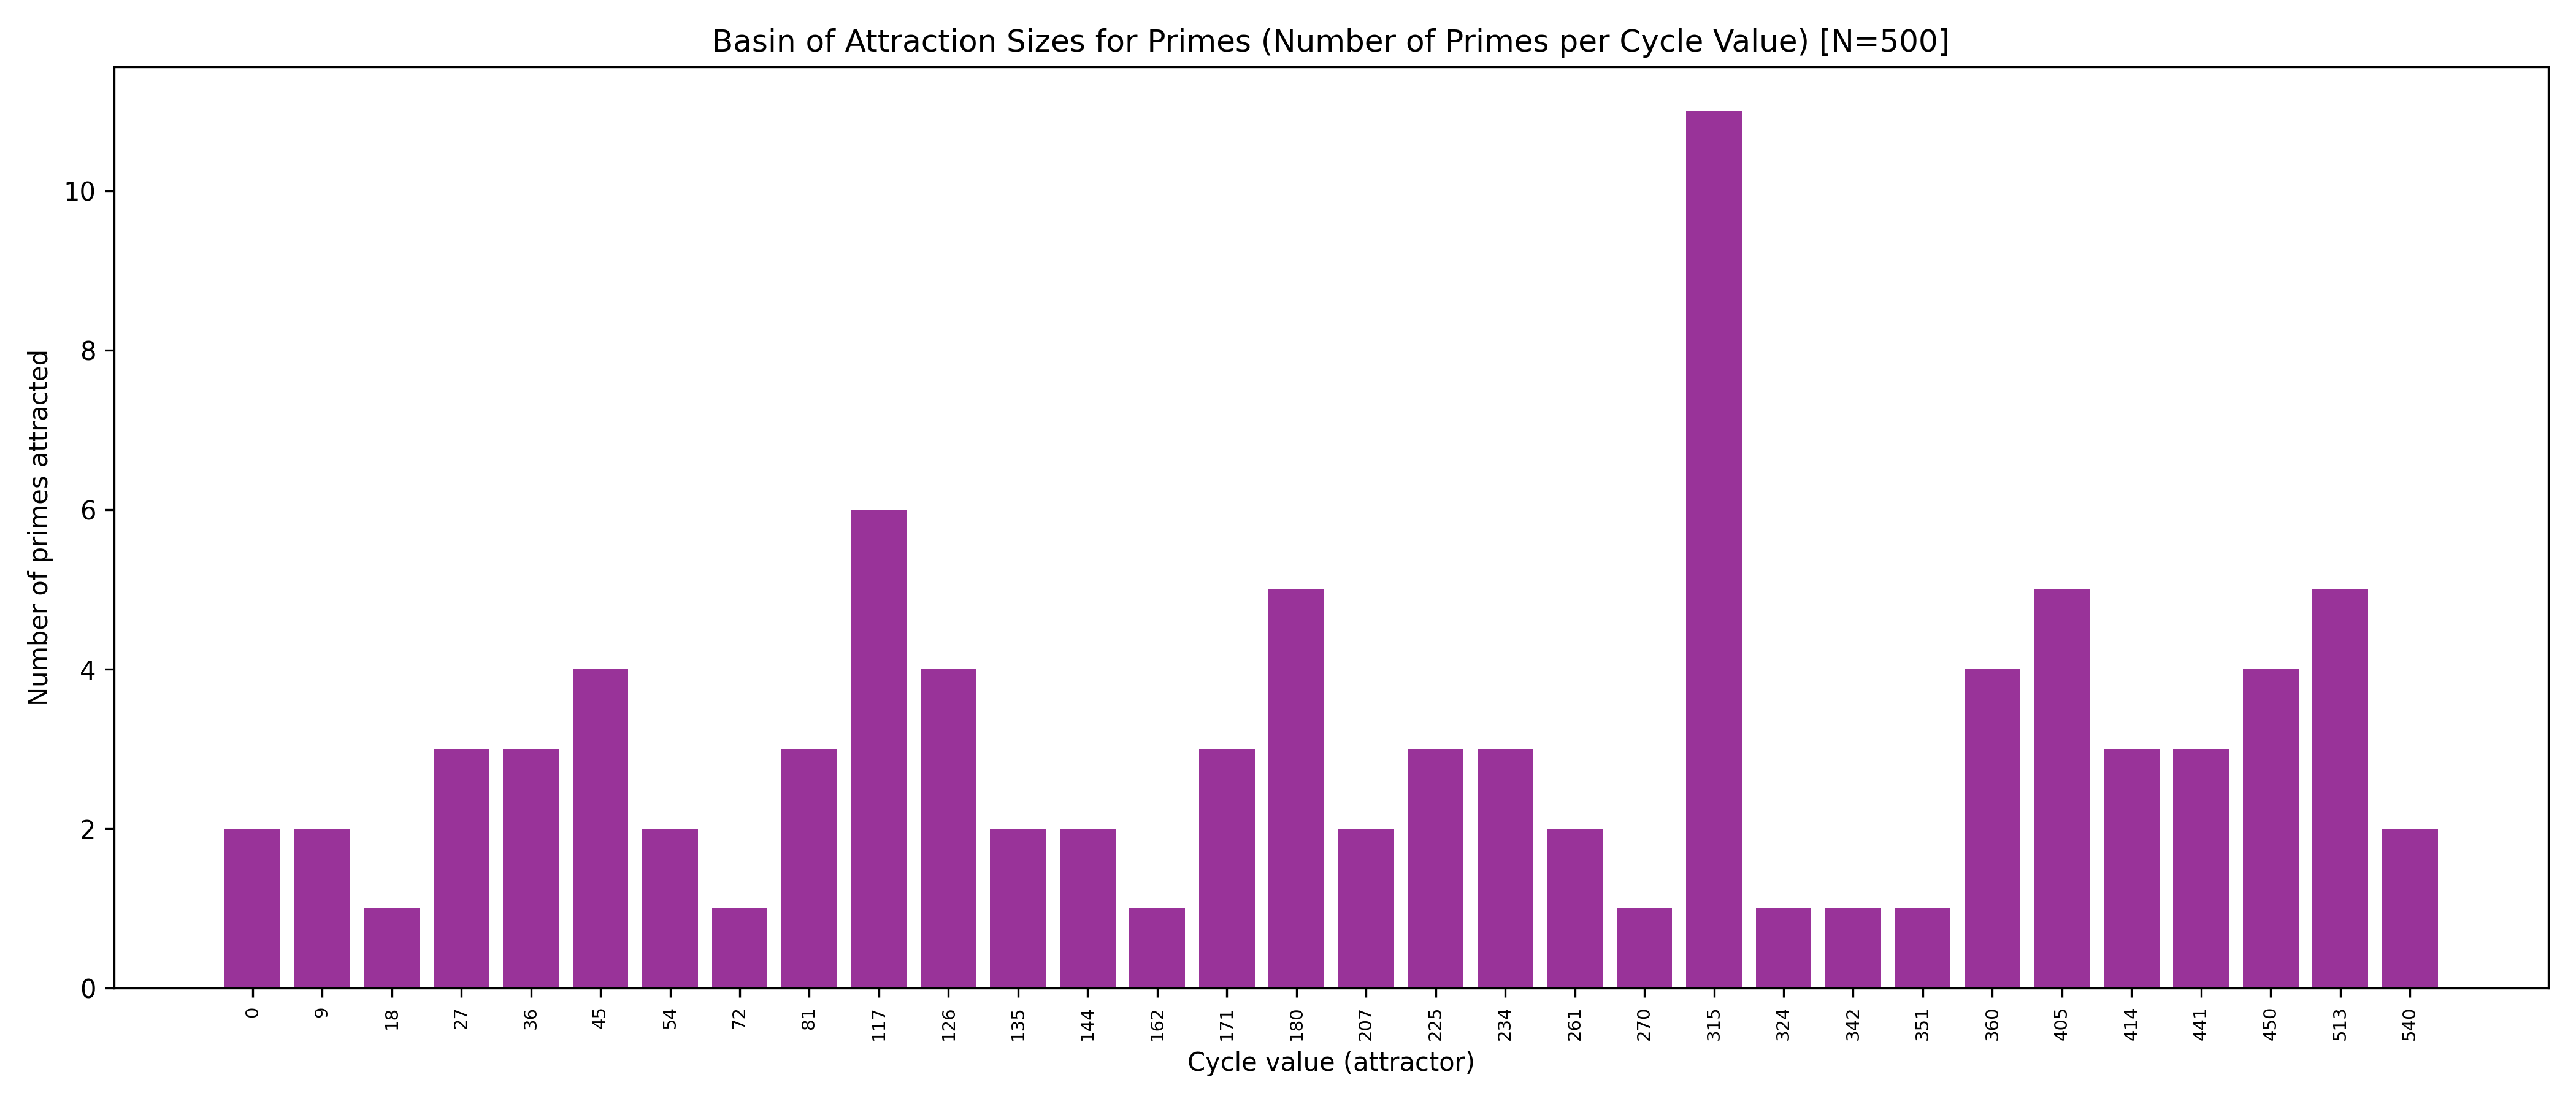 Basin of Attraction Sizes for Primes (Number of Primes per Cycle Value) [N=500]
Number of primes attracted
10
8
6
4
2
0
0 9 18 27 36 45 54 72 81 117 126 135 144 162 171 180 207 225 234 261 270 315 324 342 351 360 405 414 441 450 513 540
Cycle value (attractor)